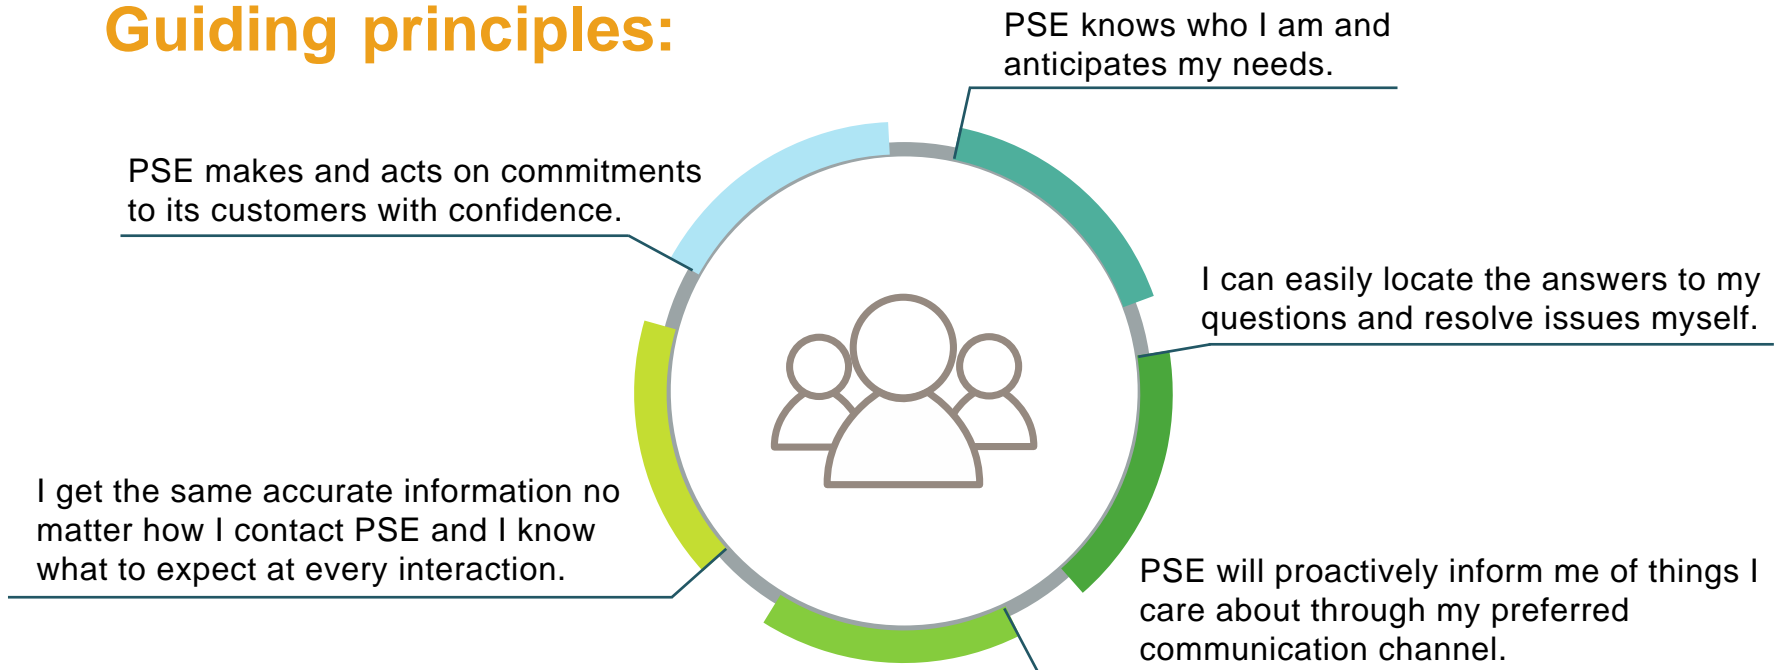 Guiding principles:
PSE knows who I am and
anticipates my needs.
PSE makes and acts on commitments
to its customers with confidence.
I can easily locate the answers to my
questions and resolve issues myself.
I get the same accurate information no
matter how I contact PSE and I know
what to expect at every interaction.
PSE will proactively inform me of things I
care about through my preferred
communication channel.